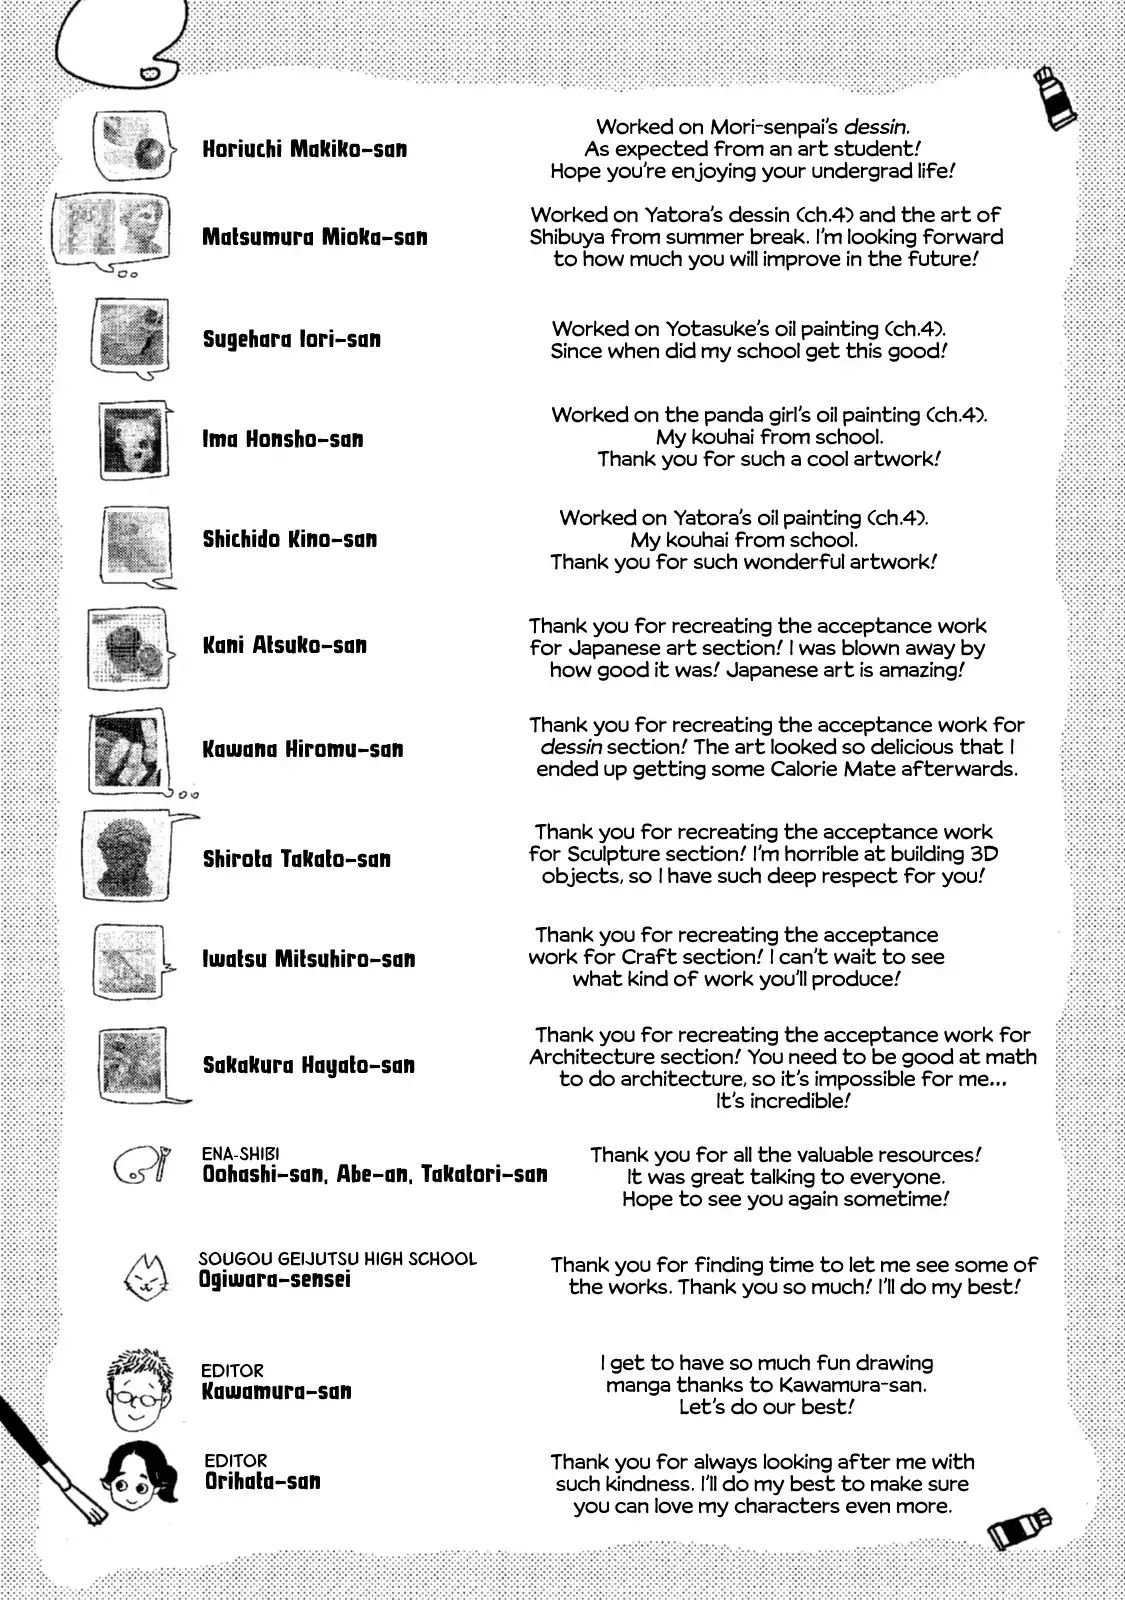 Horiuchi Makiko-san
Worked on Mori-senpai's dessin.
As expected from an art student!
Hope you're enjoying your undergrad life!
Matsumura Mioka-san
Worked on Yatora's dessin (ch.4) and the art of
Shibuya from summer break. I'm looking forward
to how much you will improve in the future!
Sugehara Iori-san
Worked on Yotasuke's oil painting (ch.4).
Since when did my school get this good!
Ima Honsho-san
Worked on the panda girl's oil painting (ch.4).
My kouhai from school.
Thank you for such a cool artwork!
Shichido Kino-san
Worked on Yatora's oil painting (ch.4).
My kouhai from school.
Thank you for such wonderful artwork!
Kani Atsuko-san
Thank you for recreating the acceptance work
for Japanese art section! I was blown away by
how good it was! Japanese art is amazing!
Kawana Hiromu-san
Thank you for recreating the acceptance work for
dessin section! The art looked so delicious that I
ended up getting some Calorie Mate afterwards.
Shirota Takato-san
Thank you for recreating the acceptance work
for Sculpture section! I'm horrible at building 3D
objects, so I have such deep respect for you!
Iwatsu Mitsuhiro-san
Thank you for recreating the acceptance
work for Craft section! I can't wait to see
what kind of work you'll produce!
Sakakura Hayato-san
Thank you for recreating the acceptance work for
Architecture section! You need to be good at math
to do architecture, so it's impossible for me...
It's incredible!
ENA-SHIBI
Oohashi-san, Abe-an, Takatori-san
Thank you for all the valuable resources!
It was great talking to everyone.
Hope to see you again sometime!
SOUGOU GEIJUTSU HIGH SCHOOL
Ogiwara-sensei
Thank you for finding time to let me see some of
the works. Thank you so much! I'll do my best!
EDITOR
Kawamura-san
I get to have so much fun drawing
manga thanks to Kawamura-san.
Let's do our best!
EDITOR
Orihata-san
Thank you for always looking after me with
such kindness. I'll do my best to make sure
you can love my characters even more.